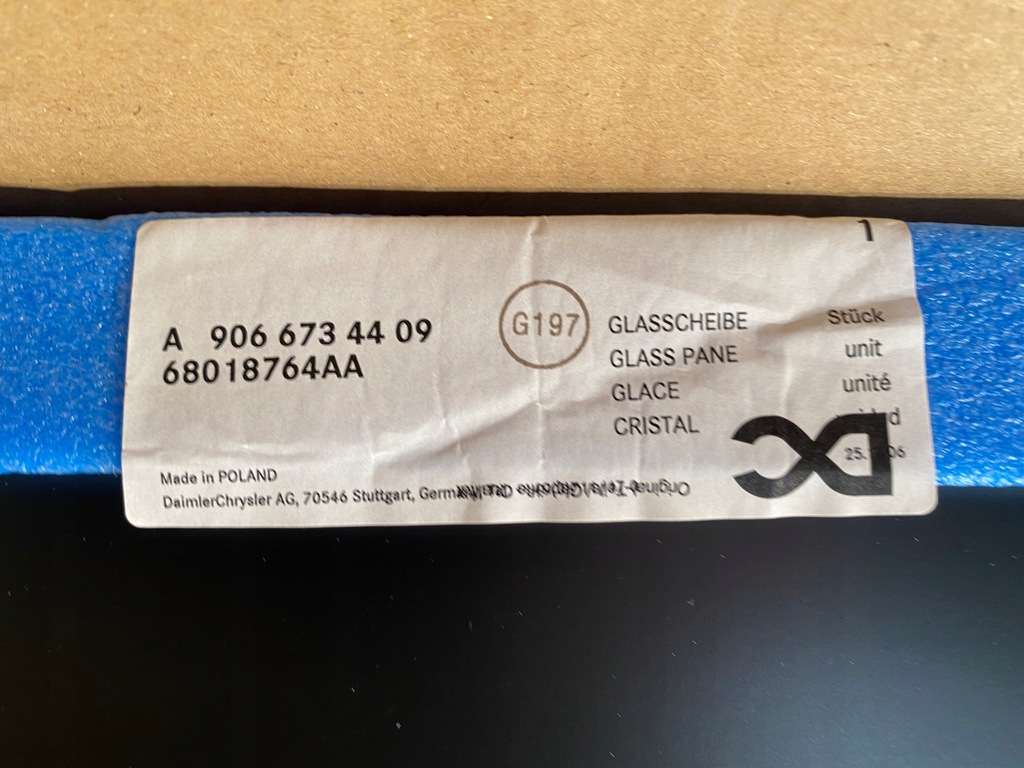 1
A 906 673 44 09
68018764AA
G197
GLASSCHEIBE Stück
GLASS PANE unit
GLACE unité
CRISTAL
DC
Made in POLAND
DaimlerChrysler AG, 70546 Stuttgart,